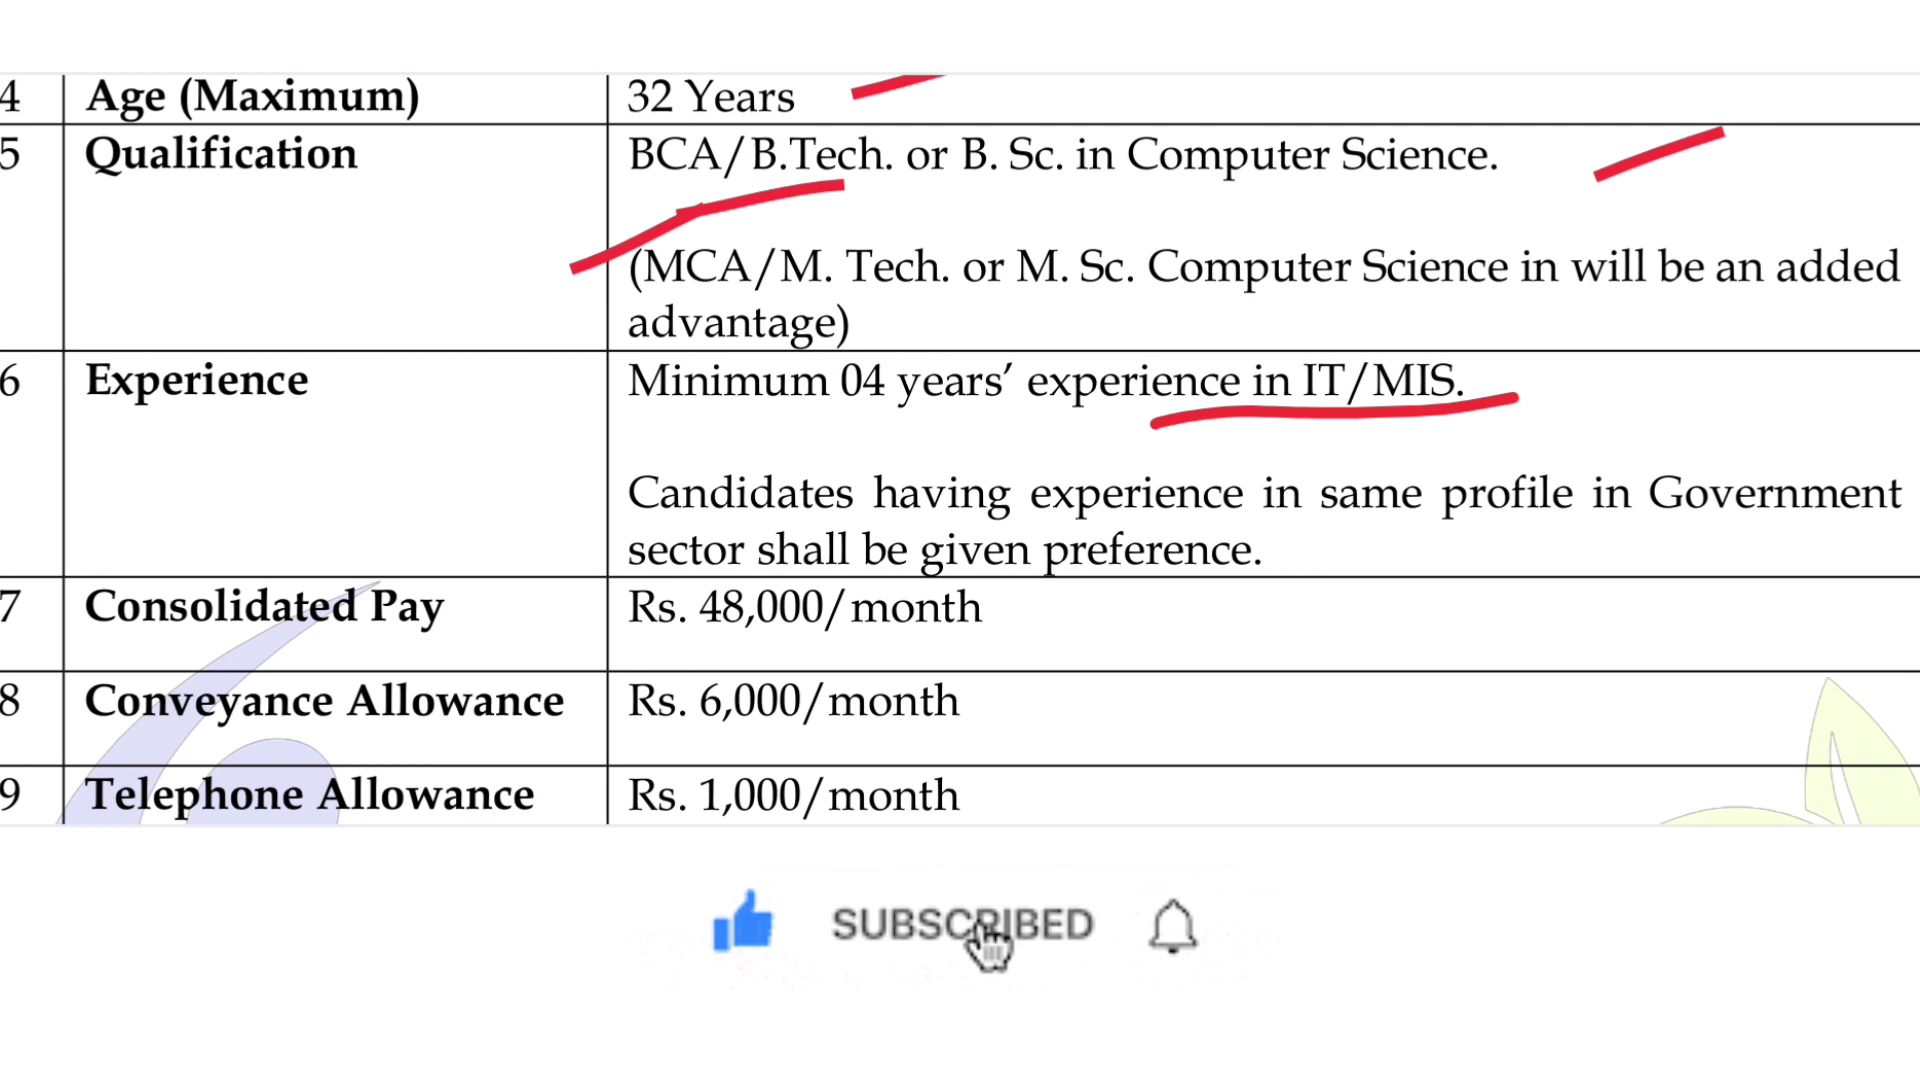 4 Age (Maximum) 32 Years
5 Qualification BCA/B.Tech. or B. Sc. in Computer Science.
(MCA/M. Tech. or M. Sc. Computer Science in will be an added
advantage)
6 Experience Minimum 04 years’ experience in IT/MIS.
Candidates having experience in same profile in Government
sector shall be given preference.
7 Consolidated Pay Rs. 48,000/month
8 Conveyance Allowance Rs. 6,000/month
9 Telephone Allowance Rs. 1,000/month
SUBSCRIBED